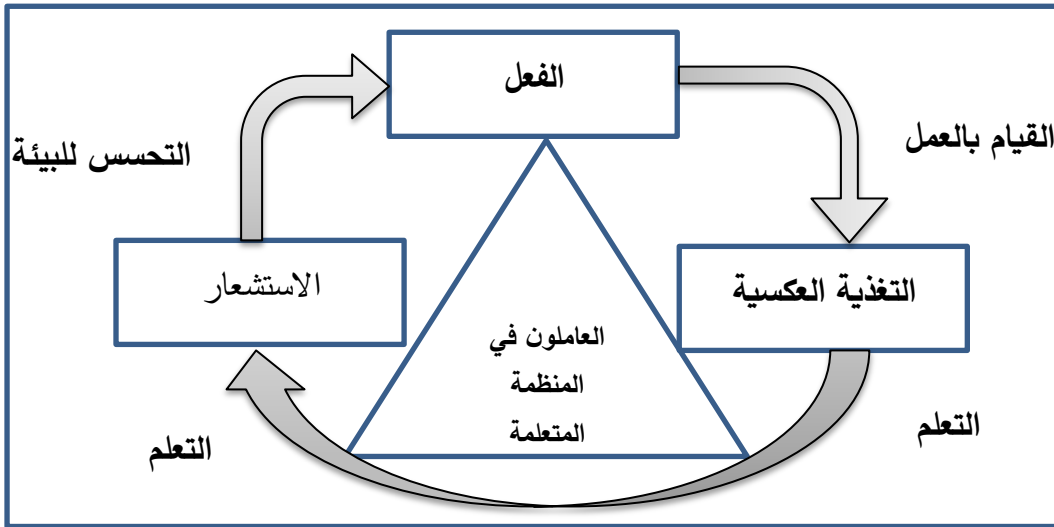 الفعل
القيام بالعمل
التحسس للبيئة
التغذية العكسية
الاستشعار
العاملون في
المنظمة
المتعلمة
التعلم
التعلم